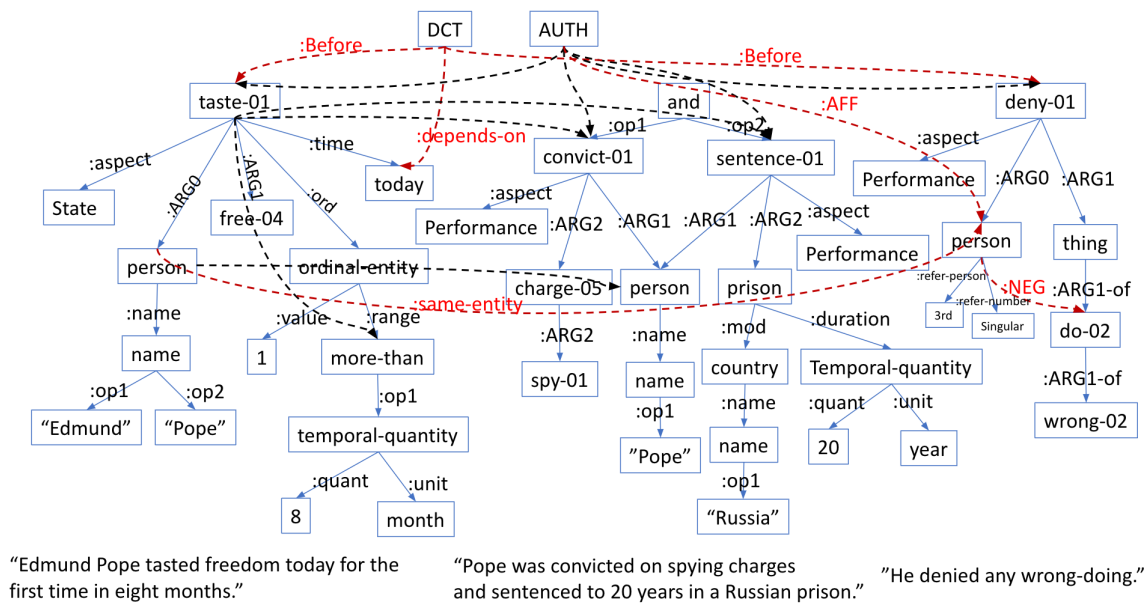 DCT
AUTH
:Before
:Before
taste-01
and
deny-01
:AFF
:op1
:op2
:depends-on
:aspect
:time
:ARG0
:ARG1
:ord
today
convict-01
sentence-01
:aspect
Performance
:ARG0
:ARG1
State
free-04
:aspect
Performance
:ARG2
:ARG1
:ARG1
:ARG2
:aspect
Performance
person
thing
person
ordinal-entity
charge-05
person
prison
:refer-person
:refer-number
:NEG
:ARG1-of
:same-entity
3rd
Singular
do-02
:name
:value
:range
:ARG2
:name
:mod
:duration
name
1
more-than
spy-01
name
country
Temporal-quantity
:ARG1-of
wrong-02
:op1
:op2
:op1
:op1
:name
:quant
:unit
“Edmund”
“Pope”
temporal-quantity
”Pope”
name
20
year
:quant
:unit
:op1
8
month
“Russia”
“Edmund Pope tasted freedom today for the
first time in eight months.”
“Pope was convicted on spying charges
and sentenced to 20 years in a Russian prison.”
”He denied any wrong-doing.”